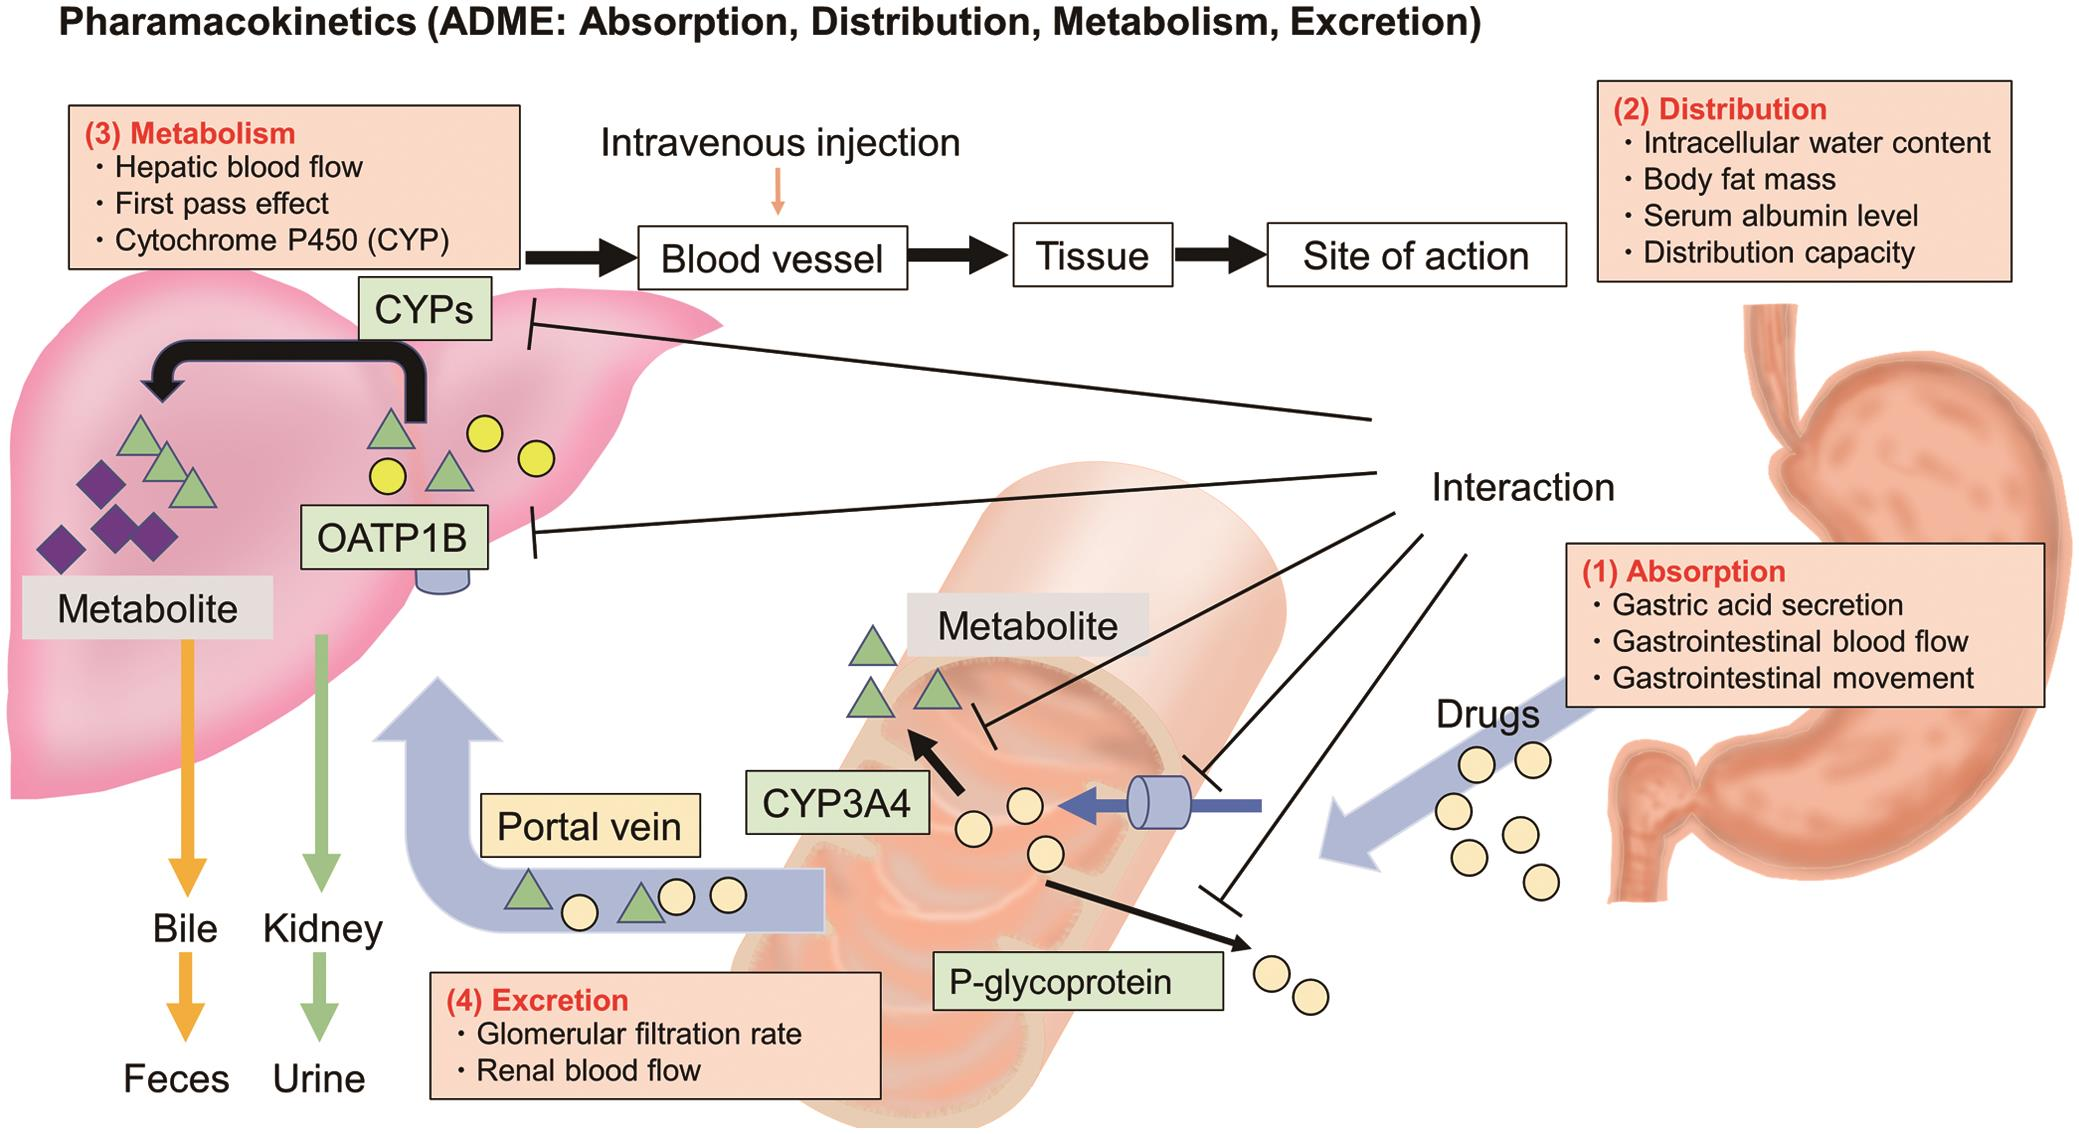 Pharamacokinetics (ADME: Absorption, Distribution, Metabolism, Excretion)
(3) Metabolism
・Hepatic blood flow
・First pass effect
・Cytochrome P450 (CYP)
Intravenous injection
Blood vessel
Tissue
Site of action
(2) Distribution
・Intracellular water content
・Body fat mass
・Serum albumin level
・Distribution capacity
CYPs
OATP1B
Metabolite
Interaction
(1) Absorption
・Gastric acid secretion
・Gastrointestinal blood flow
・Gastrointestinal movement
Metabolite
Drugs
CYP3A4
Portal vein
P-glycoprotein
Bile
Kidney
(4) Excretion
・Glomerular filtration rate
・Renal blood flow
Feces
Urine